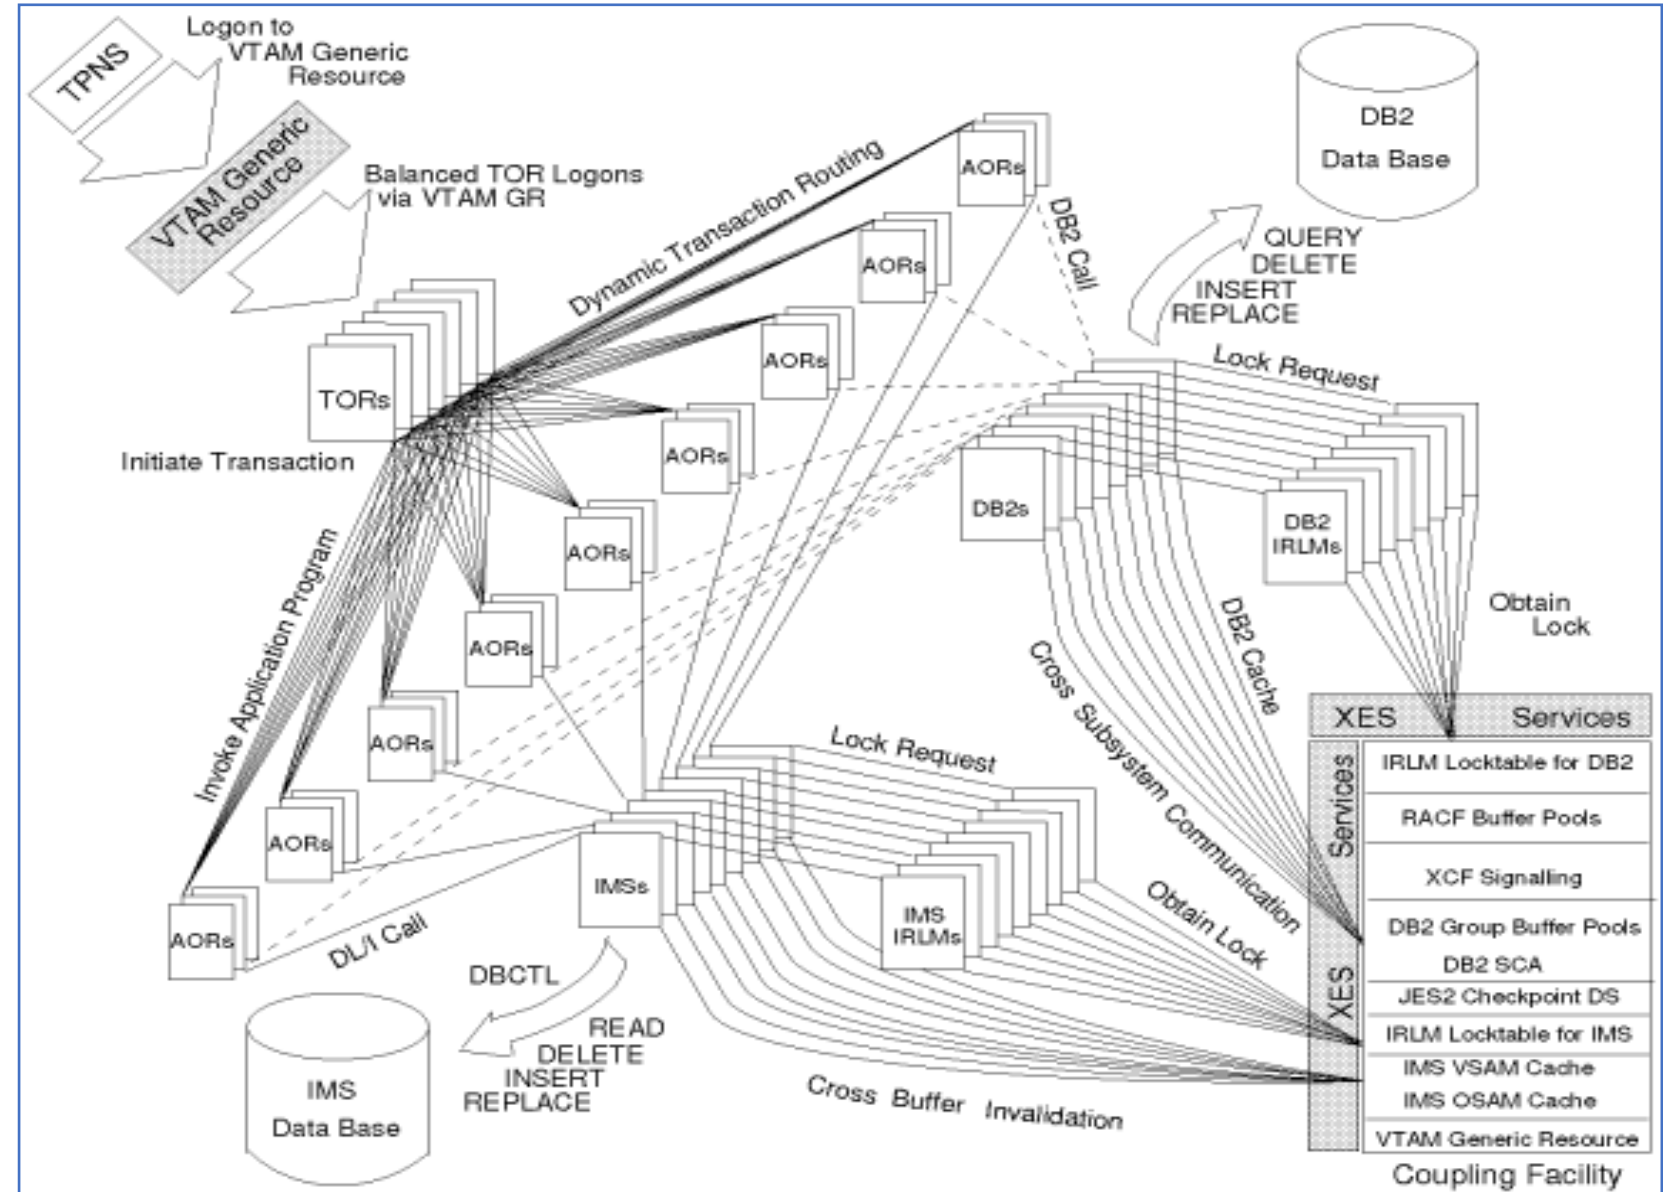 TPNS
Logon to
VTAM Generic
Resource
VTAM Generic
Resource
Balanced TOR Logons
via VTAM GR
Dynamic Transaction Routing
TORs
Initiate Transaction
Invoke Application Program
AORs
AORs
AORs
AORs
AORs
AORs
AORs
AORs
AORs
DB2 Call
DB2
Data Base
QUERY
DELETE
INSERT
REPLACE
Lock Request
DB2s
DB2
IRLMs
Obtain
Lock
DB2 Cache
Cross Subsystem Communication
DL/I Call
IMSs
Lock Request
IMS
IRLMs
Obtain Lock
DBCTL
READ
DELETE
INSERT
REPLACE
IMS
Data Base
Cross Buffer Invalidation
XES Services
XES Services
IRLM Locktable for DB2
RACF Buffer Pools
XCF Signalling
DB2 Group Buffer Pools
DB2 SCA
JES2 Checkpoint DS
IRLM Locktable for IMS
IMS VSAM Cache
IMS OSAM Cache
VTAM Generic Resource
Coupling Facility